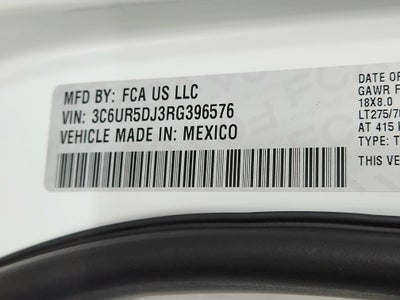 MFD BY: FCA US LLC
VIN: 3C6UR5DJ3RG396576
VEHICLE MADE IN: MEXICO
DATE OF
GAWR F
18X8.0
LT275/70
AT 415 k
TYPE: T
THIS VE